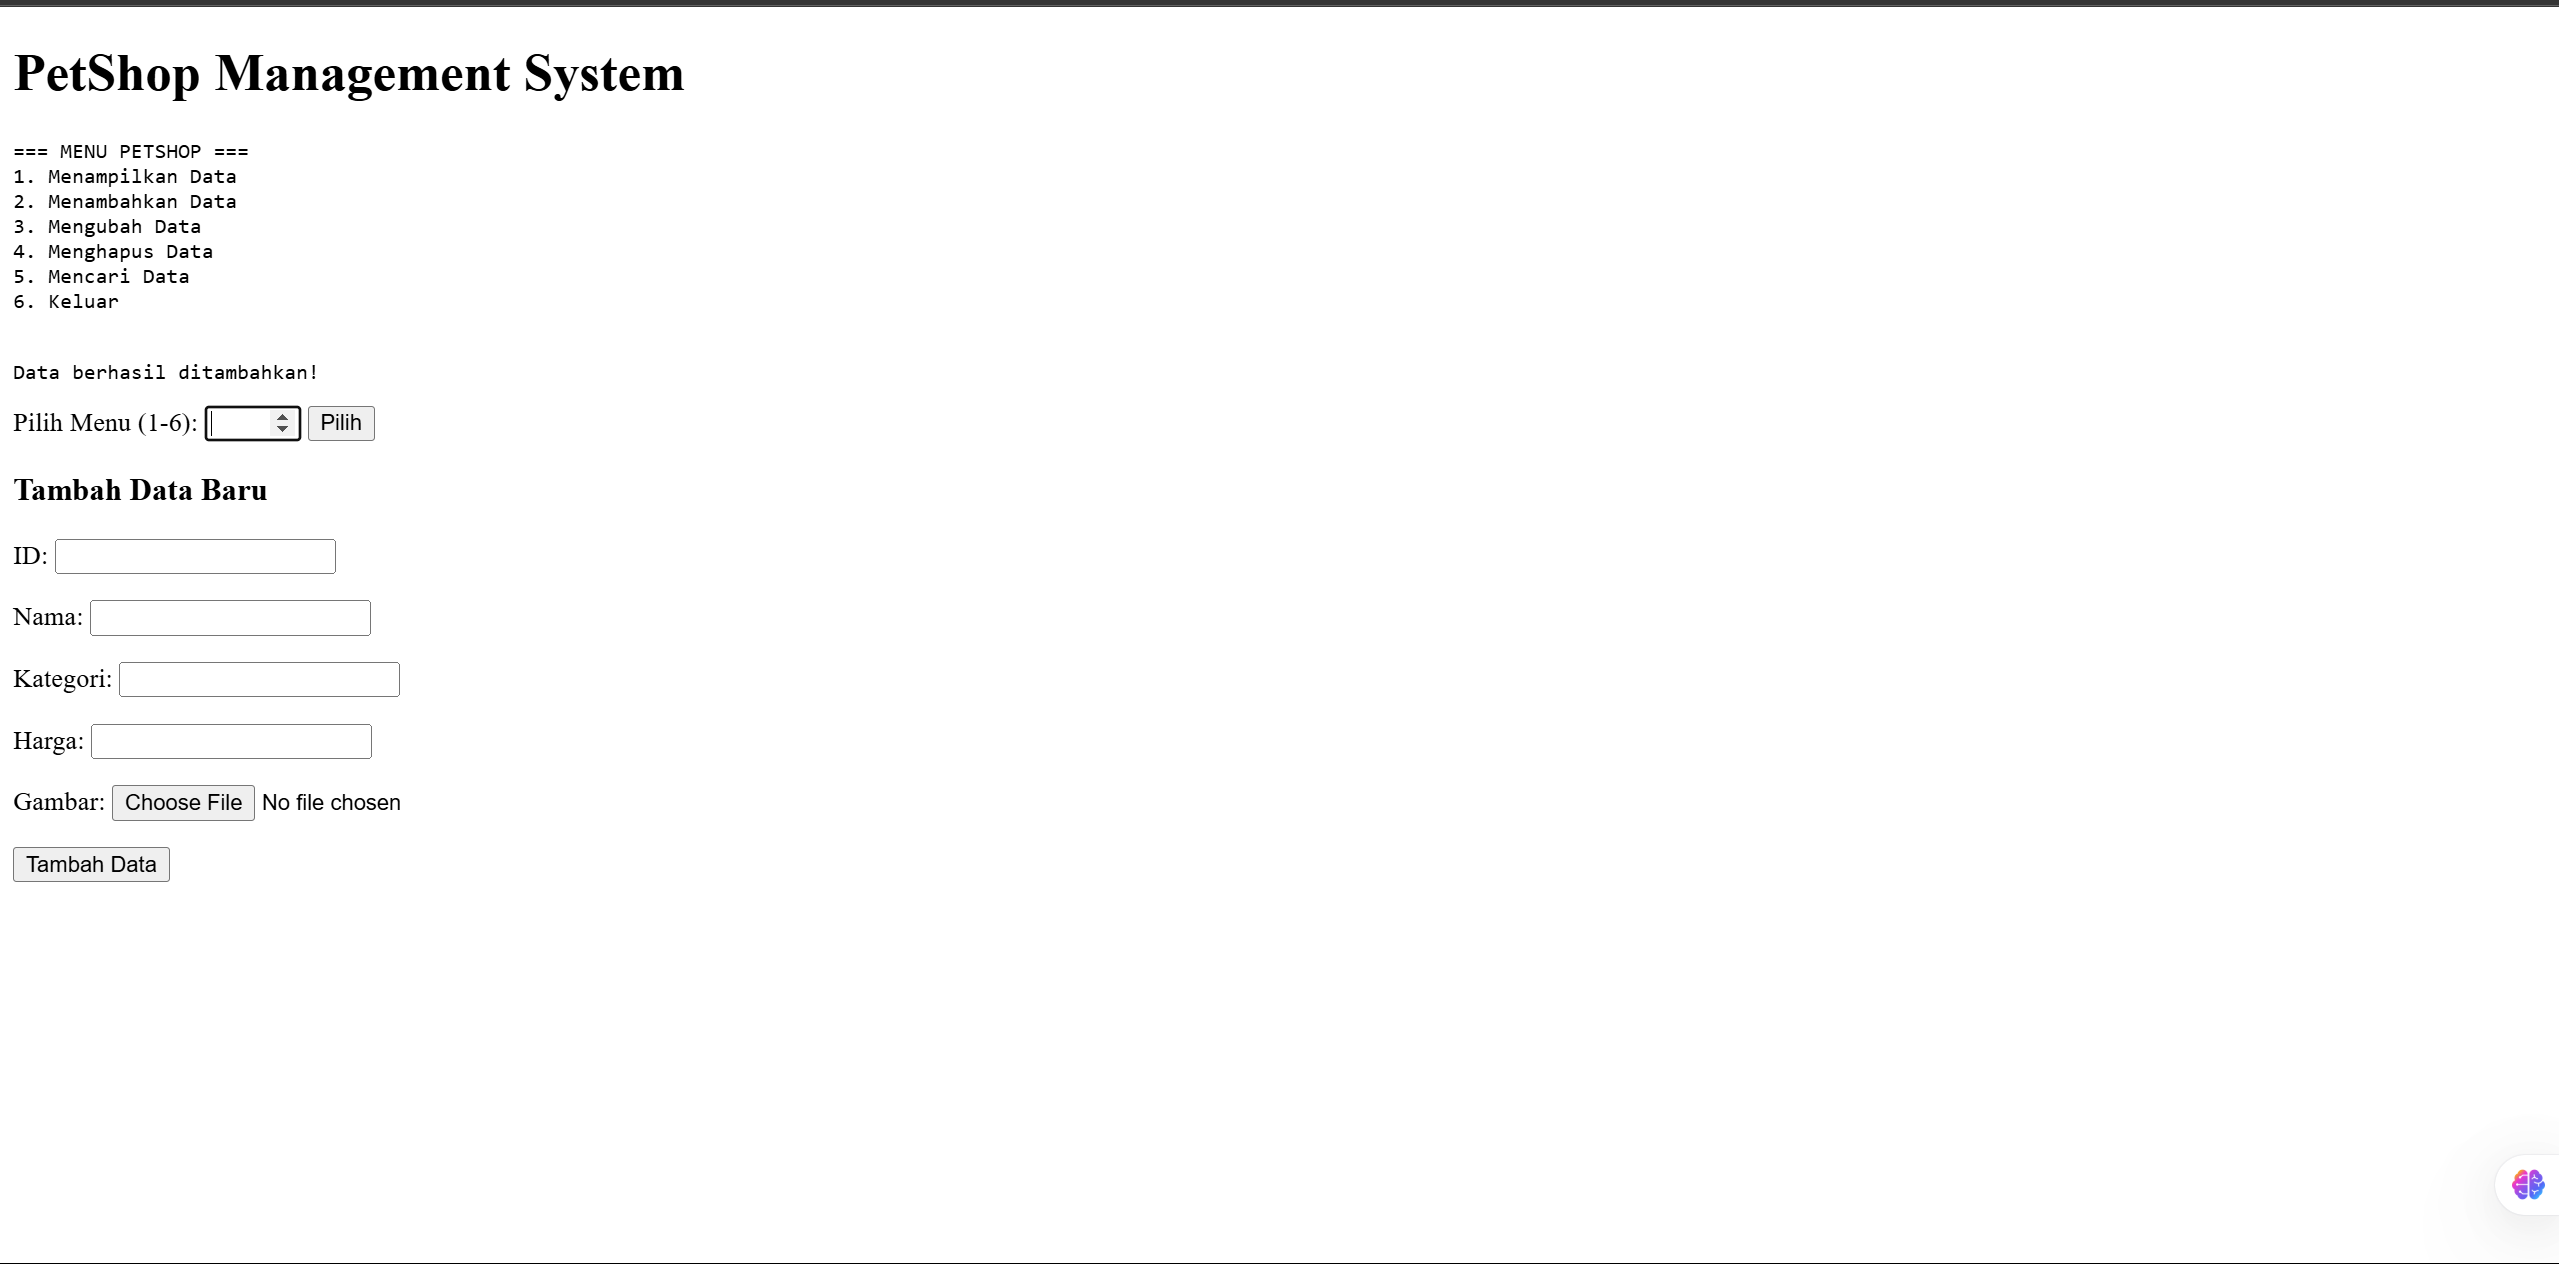 PetShop Management System
=== MENU PETSHOP ===
1. Menampilkan Data
2. Menambahkan Data
3. Mengubah Data
4. Menghapus Data
5. Mencari Data
6. Keluar
Data berhasil ditambahkan!
Pilih Menu (1-6): Pilih
Tambah Data Baru
ID:
Nama:
Kategori:
Harga:
Gambar: Choose File No file chosen
Tambah Data